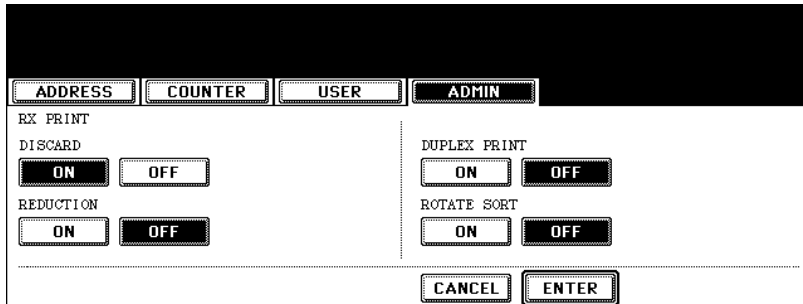 ADDRESS COUNTER USER ADMIN
RX PRINT
DISCARD
ON OFF
REDUCTION
ON OFF
DUPLEX PRINT
ON OFF
ROTATE SORT
ON OFF
CANCEL ENTER